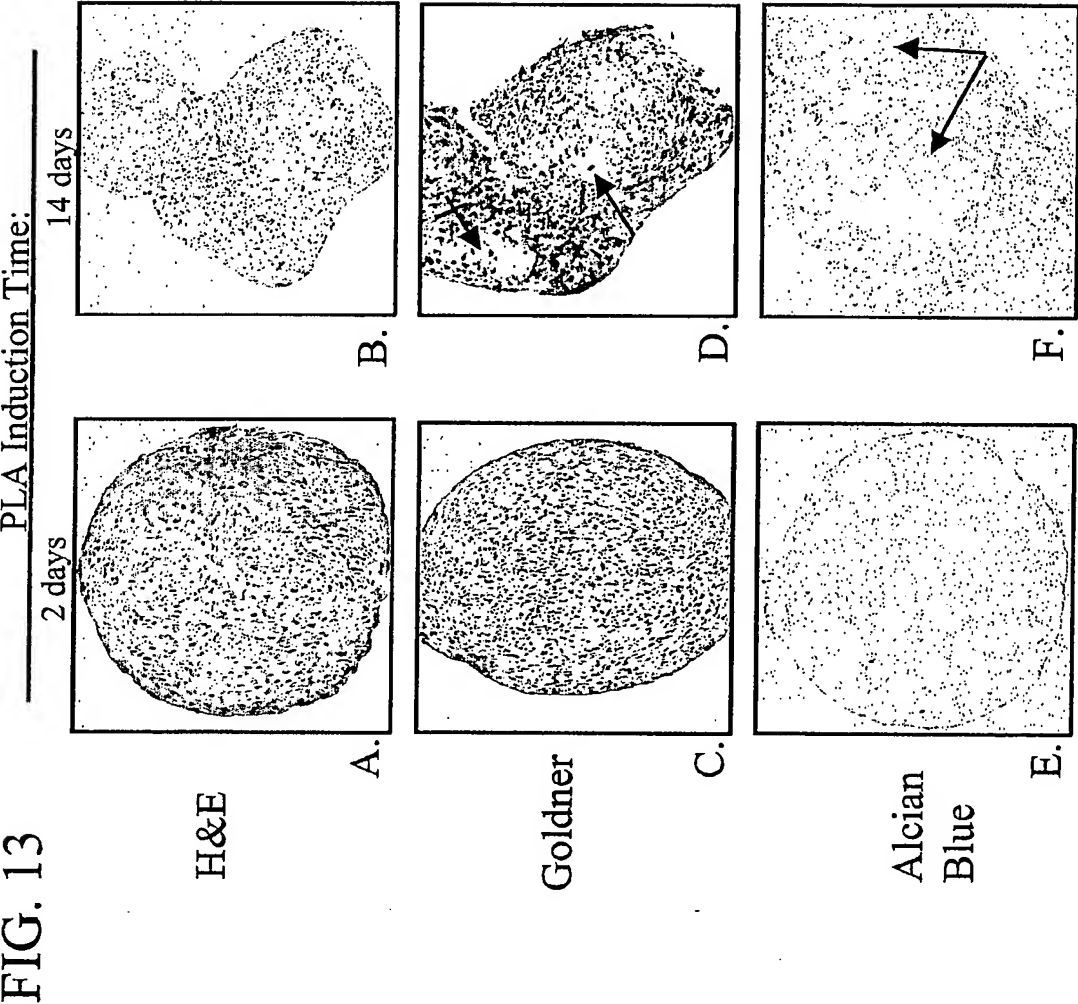 FIG. 13
PLA Induction Time:
2 days
14 days
H&E
A.
B.
Goldner
C.
D.
Alcian
Blue
E.
F.